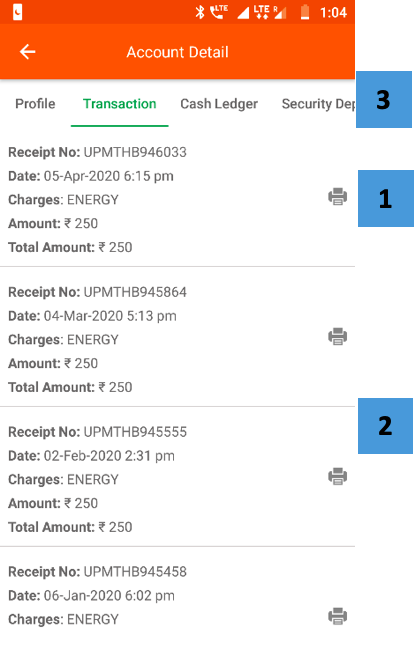 LTE LTE R 1:04
Account Detail
Profile Transaction Cash Ledger Security Dep
3
Receipt No: UPMTHB946033
Date: 05-Apr-2020 6:15 pm
Charges: ENERGY
1
Amount: ₹ 250
Total Amount: ₹ 250
Receipt No: UPMTHB945864
Date: 04-Mar-2020 5:13 pm
Charges: ENERGY
Amount: ₹ 250
Total Amount: ₹ 250
Receipt No: UPMTHB945555
2
Date: 02-Feb-2020 2:31 pm
Charges: ENERGY
Amount: ₹ 250
Total Amount: ₹ 250
Receipt No: UPMTHB945458
Date: 06-Jan-2020 6:02 pm
Charges: ENERGY